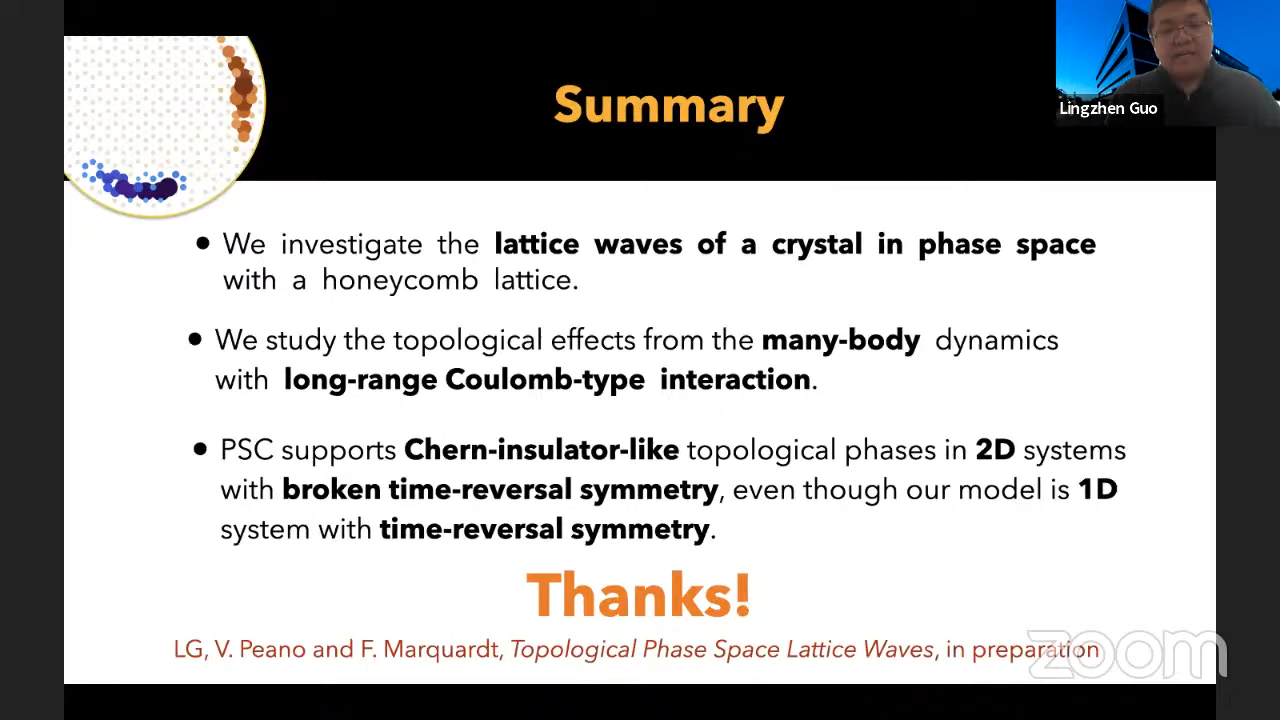 Summary
Lingzhen Guo
• We investigate the lattice waves of a crystal in phase space
with a honeycomb lattice.
• We study the topological effects from the many-body dynamics
with long-range Coulomb-type interaction.
• PSC supports Chern-insulator-like topological phases in 2D systems
with broken time-reversal symmetry, even though our model is 1D
system with time-reversal symmetry.
Thanks!
LG, V. Peano and F. Marquardt, Topological Phase Space Lattice Waves, in preparation
zoom